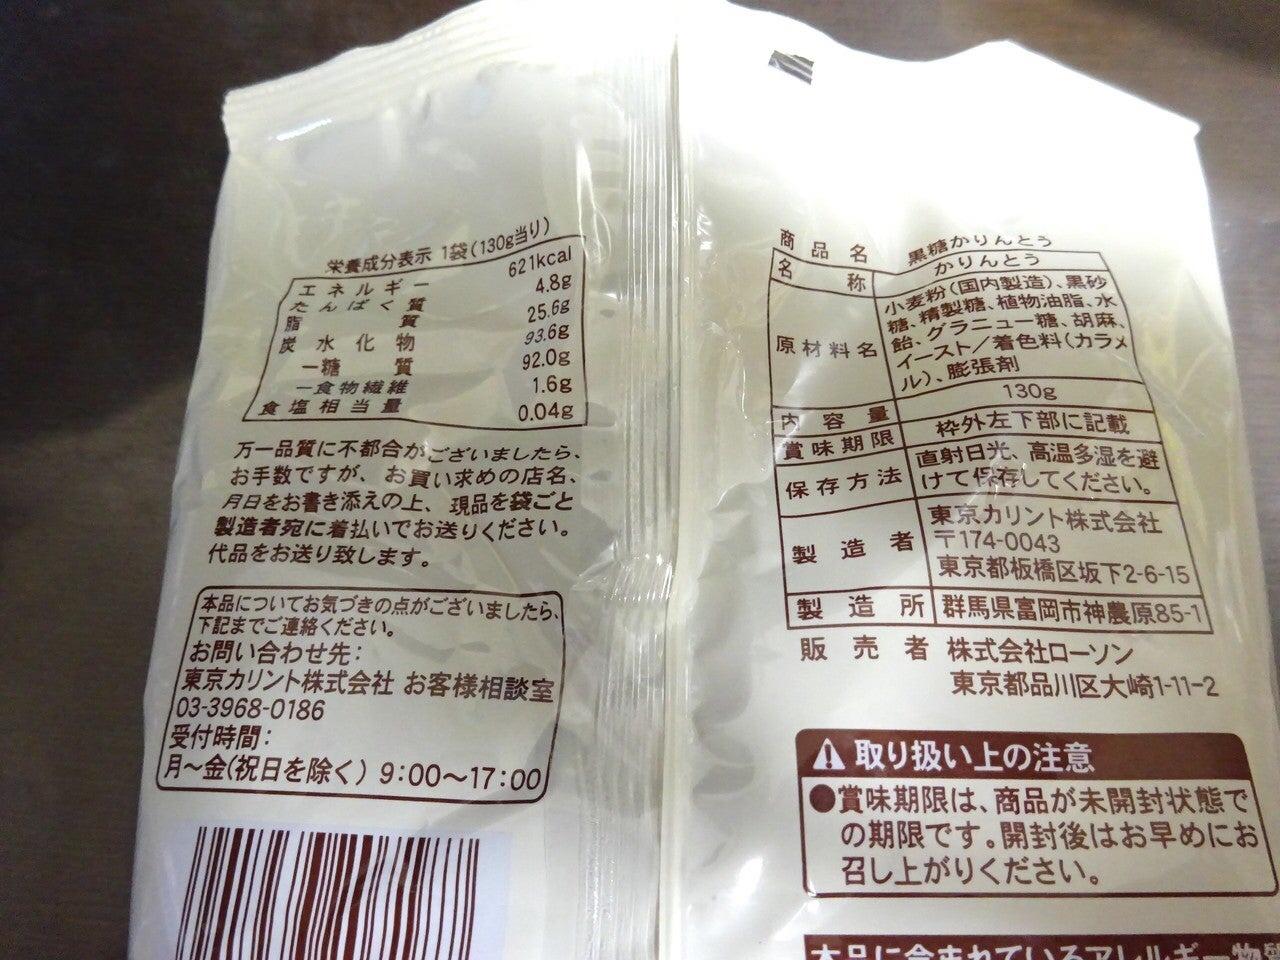 栄養成分表示 1袋(130g当り)
エネルギー 621kcal
たんぱく質 4.8g
脂質 25.6g
炭水化物 93.6g
－糖質 92.0g
－食物繊維 1.6g
食塩相当量 0.04g
万一品質に不都合がございましたら、
お手数ですが、お買い求めの店名、
月日をお書き添えの上、現品を袋ごと
製造者宛に着払いでお送りください。
代品をお送り致します。
本品についてお気づきの点がございましたら、
下記までご連絡ください。
お問い合わせ先：
東京カリント株式会社 お客様相談室
03-3968-0186
受付時間：
月～金(祝日を除く) 9:00～17:00
商品名 黒糖かりんとう
名称 かりんとう
原材料名 小麦粉(国内製造)、黒砂
糖、精製糖、植物油脂、水
飴、グラニュー糖、胡麻、
イースト／着色料(カラメ
ル)、膨張剤
内容量 130g
賞味期限 枠外左下部に記載
保存方法 直射日光、高温多湿を避
けて保存してください。
製造者 東京カリント株式会社
〒174-0043
東京都板橋区坂下2-6-15
製造所 群馬県富岡市神農原85-1
販売者 株式会社ローソン
東京都品川区大崎1-11-2
取り扱い上の注意
●賞味期限は、商品が未開封状態で
の期限です。開封後はお早めにお
召し上がりください。
本品に含まれているアレルギー物質